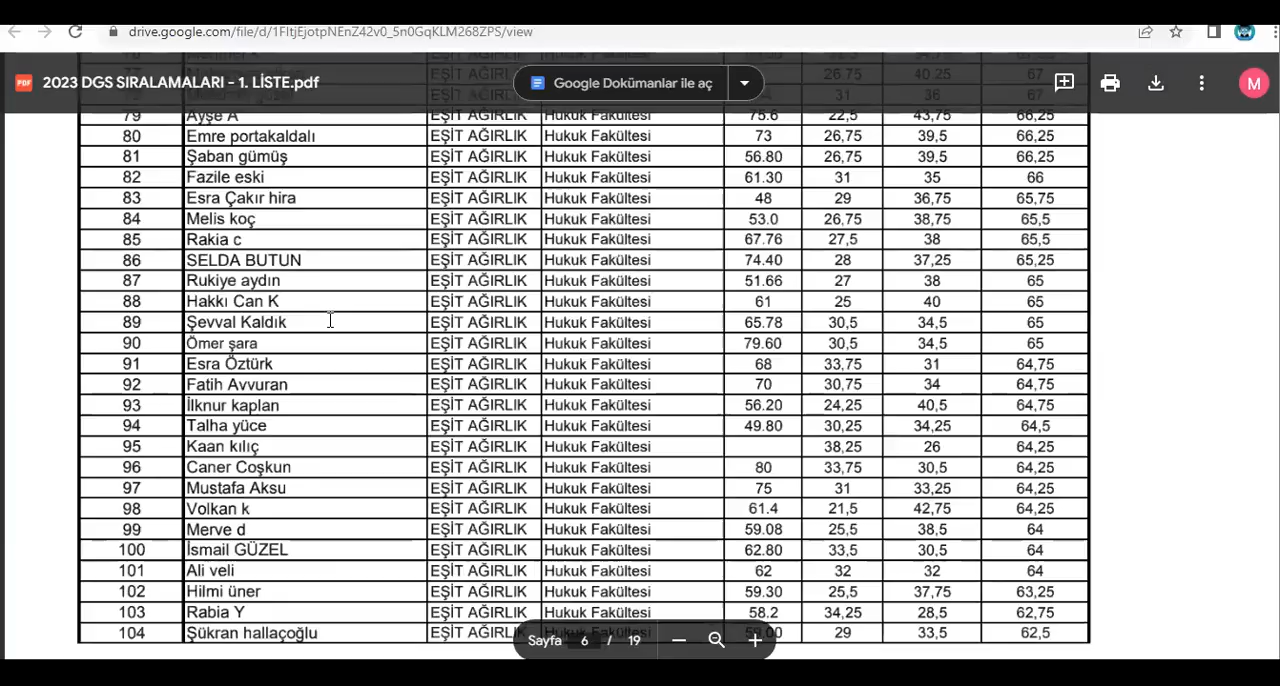 drive.google.com/file/d/1FltjEjotpNEnZ42v0_5n0GqKLM268ZPS/view
26,75 40,25 67
PDF 2023 DGS SIRALAMALARI - 1. LİSTE.pdf Google Dokümanlar ile aç M
31 36 67
79 Ayşe A EŞİT AĞIRLIK Hukuk Fakültesi 75.6 22,5 43,75 66,25
80 Emre portakaldalı EŞİT AĞIRLIK Hukuk Fakültesi 73 26,75 39,5 66,25
81 Şaban gümüş EŞİT AĞIRLIK Hukuk Fakültesi 56.80 26,75 39,5 66,25
82 Fazile eski EŞİT AĞIRLIK Hukuk Fakültesi 61.30 31 35 66
83 Esra Çakır hira EŞİT AĞIRLIK Hukuk Fakültesi 48 29 36,75 65,75
84 Melis koç EŞİT AĞIRLIK Hukuk Fakültesi 53.0 26,75 38,75 65,5
85 Rakia c EŞİT AĞIRLIK Hukuk Fakültesi 67.76 27,5 38 65,5
86 SELDA BUTUN EŞİT AĞIRLIK Hukuk Fakültesi 74.40 28 37,25 65,25
87 Rukiye aydın EŞİT AĞIRLIK Hukuk Fakültesi 51.66 27 38 65
88 Hakkı Can K EŞİT AĞIRLIK Hukuk Fakültesi 61 25 40 65
89 Şevval Kaldık EŞİT AĞIRLIK Hukuk Fakültesi 65.78 30,5 34,5 65
90 Ömer şara EŞİT AĞIRLIK Hukuk Fakültesi 79.60 30,5 34,5 65
91 Esra Öztürk EŞİT AĞIRLIK Hukuk Fakültesi 68 33,75 31 64,75
92 Fatih Avvuran EŞİT AĞIRLIK Hukuk Fakültesi 70 30,75 34 64,75
93 İlknur kaplan EŞİT AĞIRLIK Hukuk Fakültesi 56.20 24,25 40,5 64,75
94 Talha yüce EŞİT AĞIRLIK Hukuk Fakültesi 49.80 30,25 34,25 64,5
95 Kaan kılıç EŞİT AĞIRLIK Hukuk Fakültesi 38,25 26 64,25
96 Caner Coşkun EŞİT AĞIRLIK Hukuk Fakültesi 80 33,75 30,5 64,25
97 Mustafa Aksu EŞİT AĞIRLIK Hukuk Fakültesi 75 31 33,25 64,25
98 Volkan k EŞİT AĞIRLIK Hukuk Fakültesi 61.4 21,5 42,75 64,25
99 Merve d EŞİT AĞIRLIK Hukuk Fakültesi 59.08 25,5 38,5 64
100 İsmail GÜZEL EŞİT AĞIRLIK Hukuk Fakültesi 62.80 33,5 30,5 64
101 Ali veli EŞİT AĞIRLIK Hukuk Fakültesi 62 32 32 64
102 Hilmi üner EŞİT AĞIRLIK Hukuk Fakültesi 59.30 25,5 37,75 63,25
103 Rabia Y EŞİT AĞIRLIK Hukuk Fakültesi 58.2 34,25 28,5 62,75
104 Şükran hallaçoğlu EŞİT AĞIRLIK Hukuk Fakültesi 29 33,5 62,5
Sayfa 6 / 19